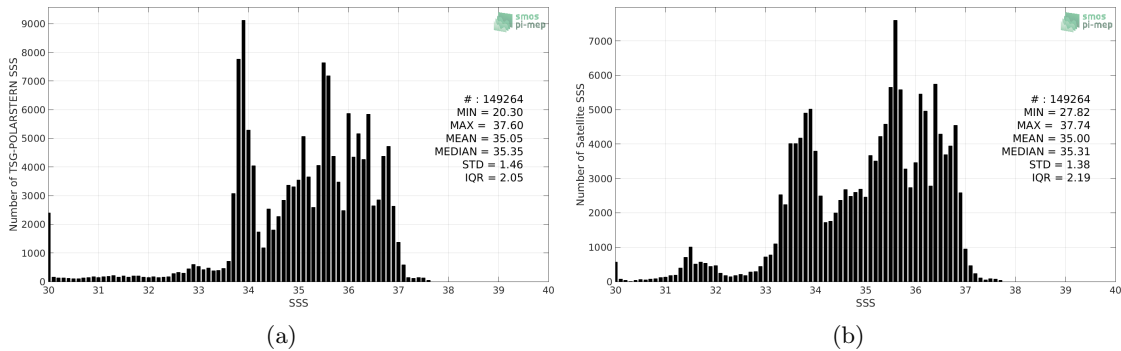 smos
pi-mep
9000
8000
7000
6000
5000
4000
3000
2000
1000
0
Number of TSG-POLARSTERN SSS
# : 149264
MIN = 20.30
MAX = 37.60
MEAN = 35.05
MEDIAN = 35.35
STD = 1.46
IQR = 2.05
30 31 32 33 34 35 36 37 38 39 40
SSS
(a)
smos
pi-mep
7000
6000
5000
4000
3000
2000
1000
0
Number of Satellite SSS
# : 149264
MIN = 27.82
MAX = 37.74
MEAN = 35.00
MEDIAN = 35.31
STD = 1.38
IQR = 2.19
30 31 32 33 34 35 36 37 38 39 40
SSS
(b)